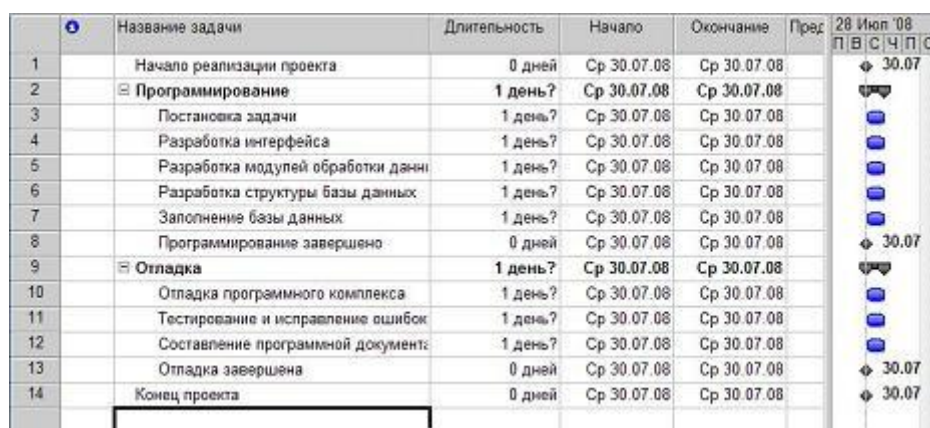 Название задачи Длительность Начало Окончание Пред 28 Июл '08
П В С Ч П С
1 Начало реализации проекта 0 дней Ср 30.07.08 Ср 30.07.08 30.07
2 Программирование 1 день? Ср 30.07.08 Ср 30.07.08
3 Постановка задачи 1 день? Ср 30.07.08 Ср 30.07.08
4 Разработка интерфейса 1 день? Ср 30.07.08 Ср 30.07.08
5 Разработка модулей обработки данн 1 день? Ср 30.07.08 Ср 30.07.08
6 Разработка структуры базы данных 1 день? Ср 30.07.08 Ср 30.07.08
7 Заполнение базы данных 1 день? Ср 30.07.08 Ср 30.07.08
8 Программирование завершено 0 дней Ср 30.07.08 Ср 30.07.08 30.07
9 Отладка 1 день? Ср 30.07.08 Ср 30.07.08
10 Отладка программного комплекса 1 день? Ср 30.07.08 Ср 30.07.08
11 Тестирование и исправление ошибок 1 день? Ср 30.07.08 Ср 30.07.08
12 Составление программной документа 1 день? Ср 30.07.08 Ср 30.07.08
13 Отладка завершена 0 дней Ср 30.07.08 Ср 30.07.08 30.07
14 Конец проекта 0 дней Ср 30.07.08 Ср 30.07.08 30.07